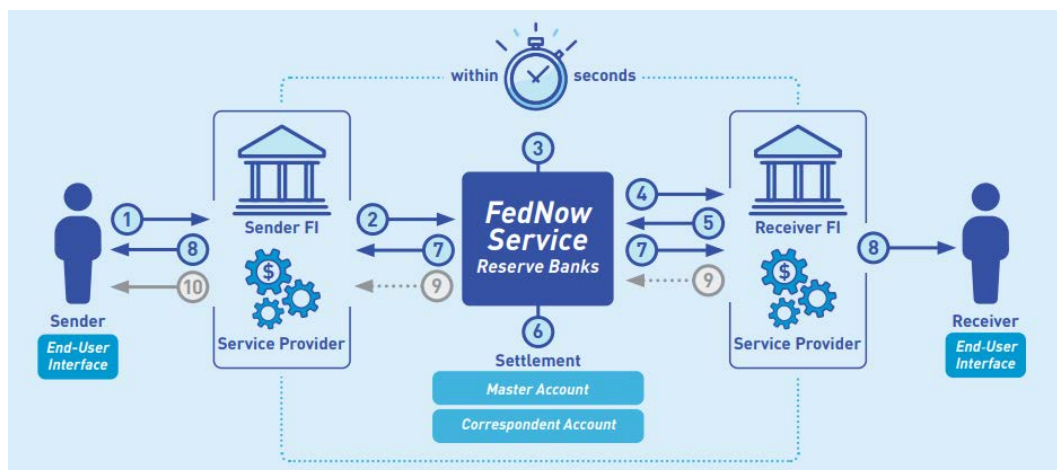 within seconds
3
1
8
10
Sender
End-User
Interface
Sender FI
$
Service Provider
2
7
9
FedNow
Service
Reserve Banks
6
Settlement
Master Account
Correspondent Account
4
5
7
9
Receiver FI
$
Service Provider
8
Receiver
End-User
Interface